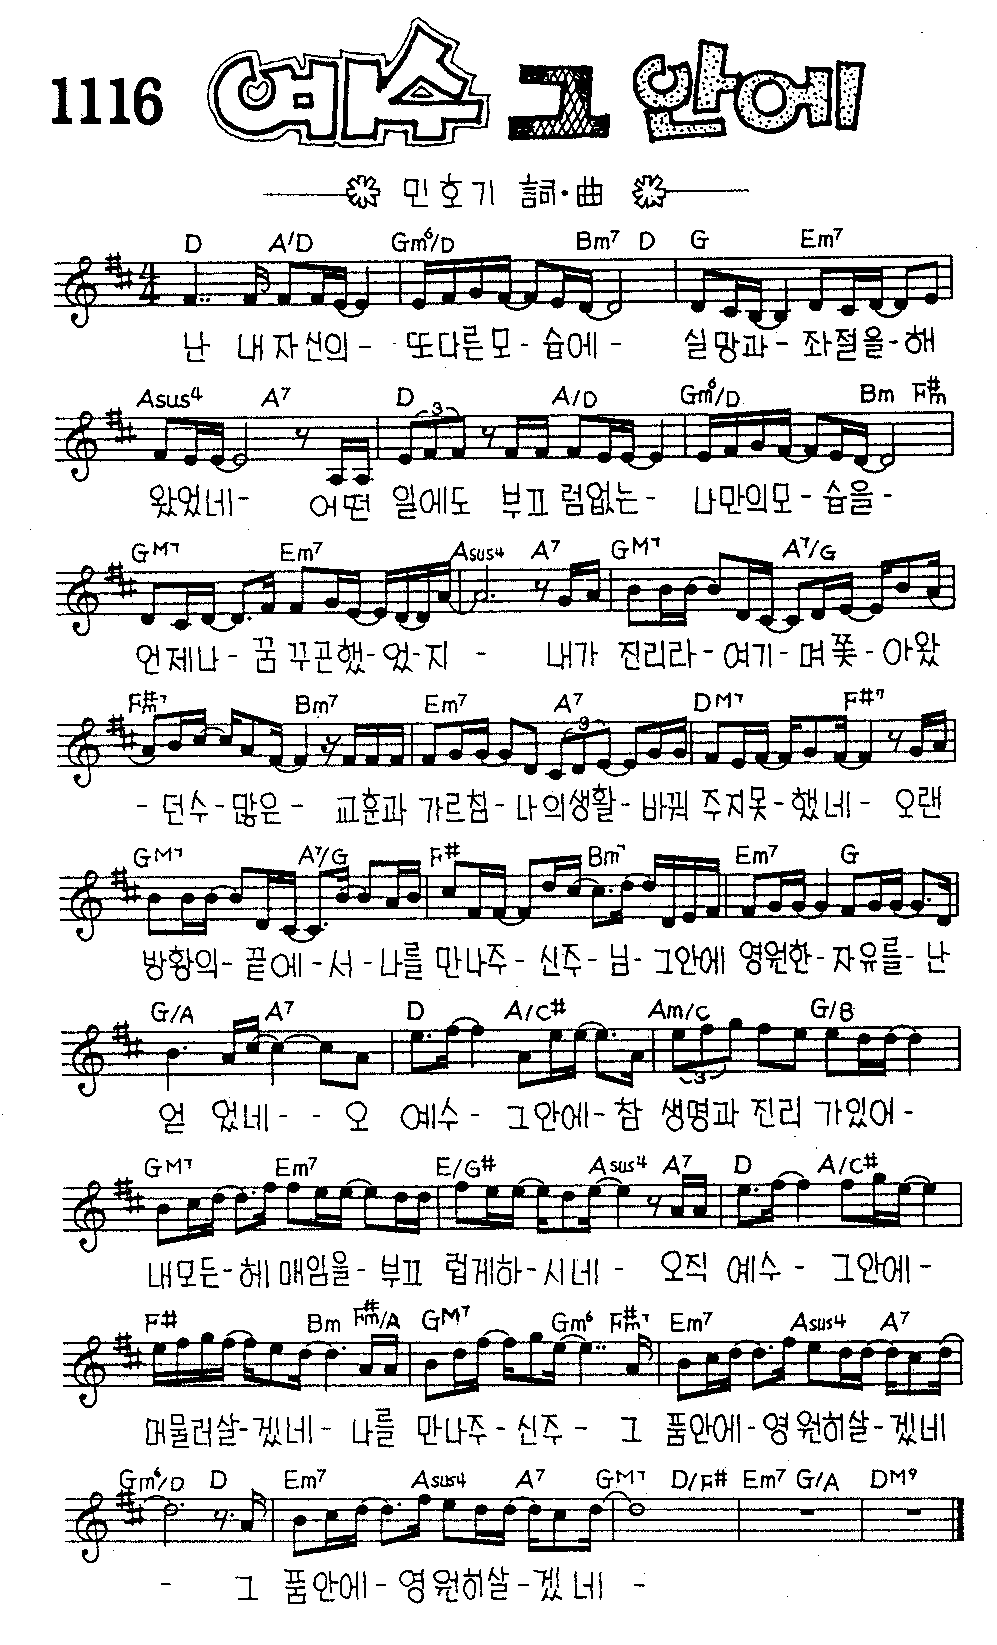 1116 예수 그 안에
민호기 詞·曲
D A/D Gm6/D Bm7 D G Em7
난 내자신의- 또다른모-습에- 실망과-좌절을-해
Asus4 A7 D A/D Gm6/D Bm F#m
3
왔었네- 어떤 일에도 부끄럼없는- 나만의모-습을-
GM7 Em7 Asus4 A7 GM7 A7/G
언제나-꿈꾸곤했-었-지 - 내가 진리라-여기-며쫓-아왔
F#m7 Bm7 Em7 A7 DM7 F#7
3
-던수-많은- 교훈과 가르침-나의생활-바꿔 주지못-했네- 오랜
GM7 A7/G F# Bm7 Em7 G
방황의-끝에-서-나를 만나주-신주-님-그안에 영원한-자유를-난
G/A A7 D A/C# Am/C G/B
3
얻 었네- - 오 예수- 그안에-참 생명과 진리 가있어-
GM7 Em7 E/G# Asus4 A7 D A/C#
내모든-헤매임을-부끄 럽게하-시네- 오직 예수- 그안에-
F# Bm F#m/A GM7 Gm6 F#m7 Em7 Asus4 A7
머물러살-겠네- 나를 만나주-신주- 그 품안에-영원히살-겠네
Gm6/D D Em7 Asus4 A7 GM7 D/F# Em7 G/A DM9
- 그 품안에-영원히살-겠네 -